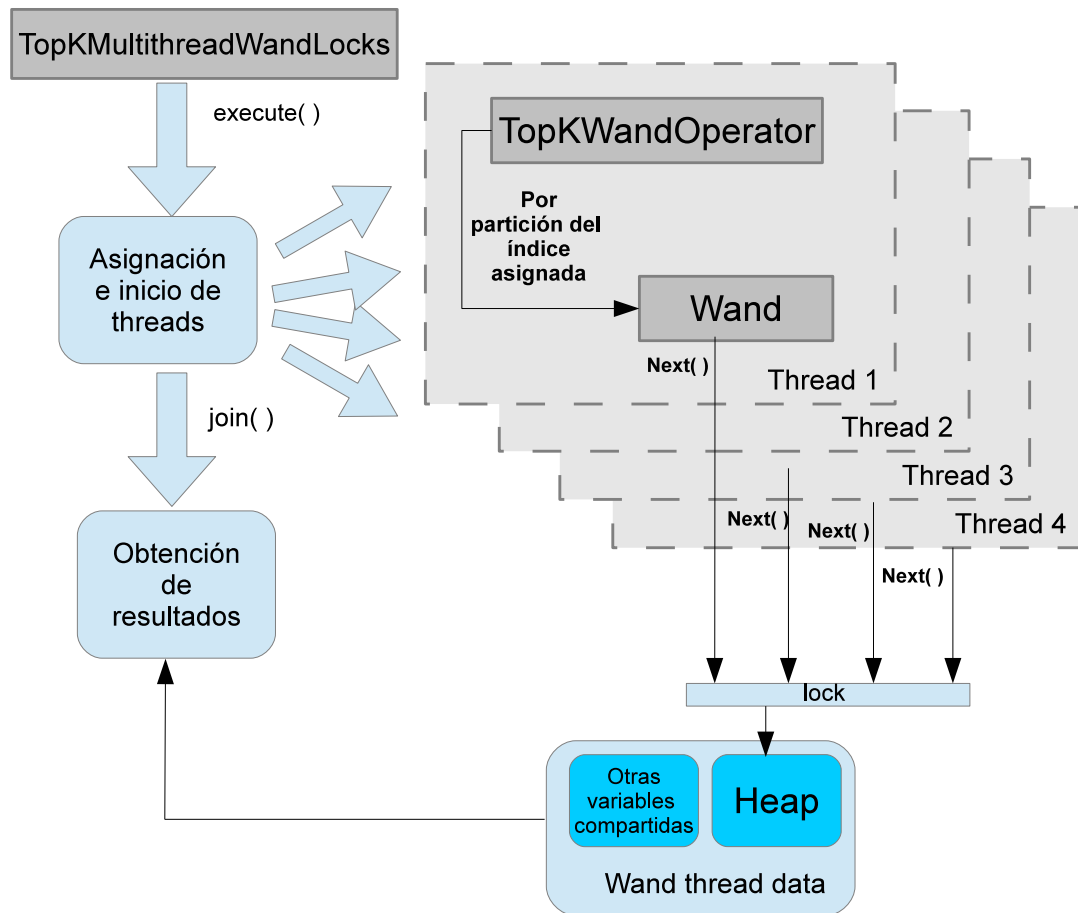 TopKMultithreadWandLocks
execute( )
Asignación
e inicio de
threads
join( )
Obtención
de
resultados
TopKWandOperator
Por
partición del
índice
asignada
Wand
Next( )
Thread 1
Thread 2
Thread 3
Thread 4
Next( )
Next( )
Next( )
lock
Otras
variables
compartidas
Heap
Wand thread data